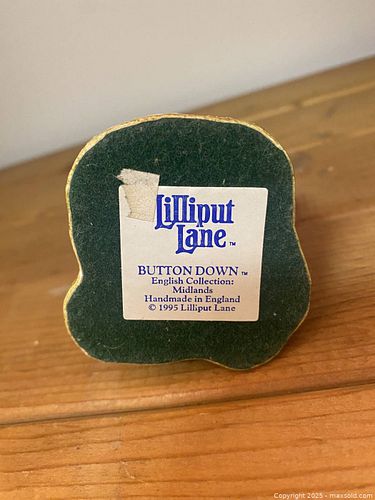 Lilliput
Lane™
BUTTON DOWN™
English Collection:
Midlands
Handmade in England
© 1995 Lilliput Lane
Copyright 2025 - maxsold.com